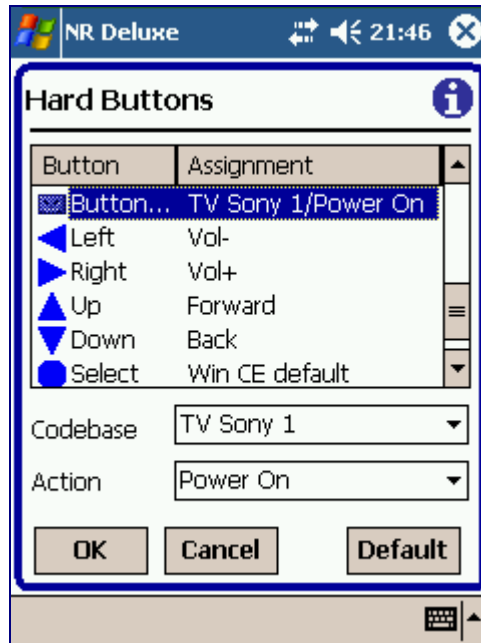 NR Deluxe 21:46
Hard Buttons
Button Assignment
Button... TV Sony 1/Power On
Left Vol-
Right Vol+
Up Forward
Down Back
Select Win CE default
Codebase TV Sony 1
Action Power On
OK Cancel Default